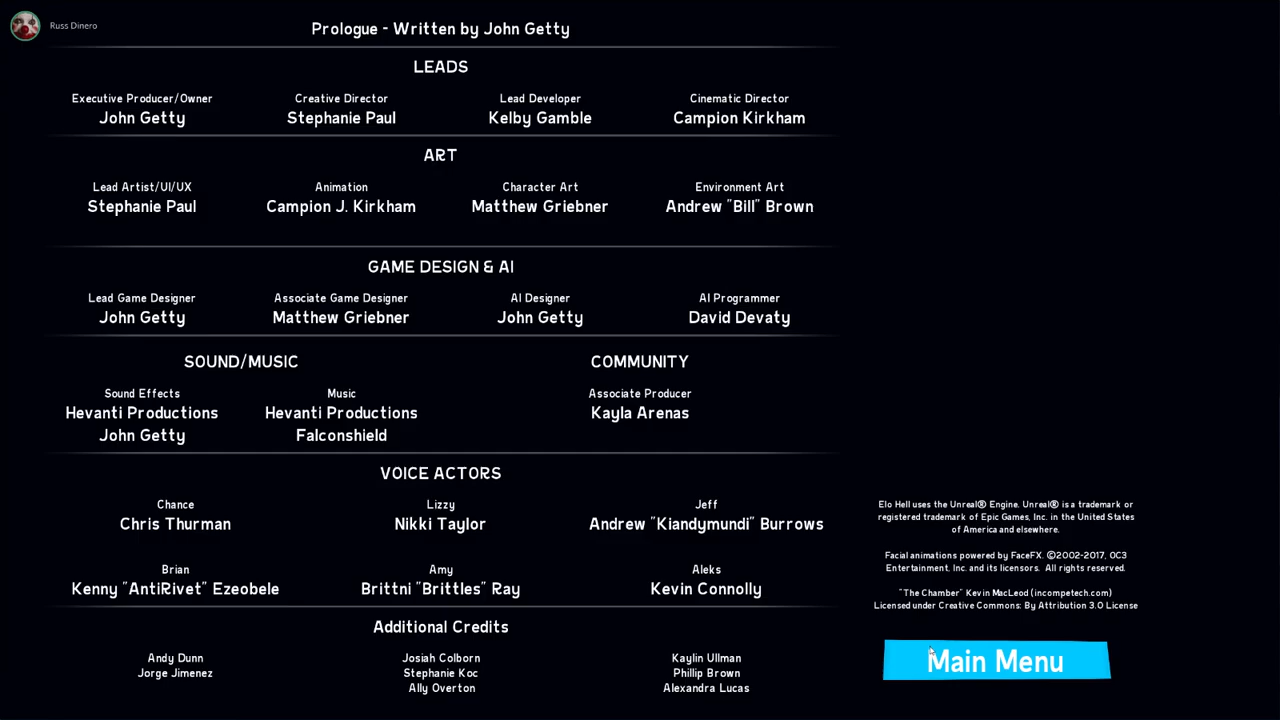 Russ Dinero
Prologue - Written by John Getty
LEADS
Executive Producer/Owner
John Getty
Creative Director
Stephanie Paul
Lead Developer
Kelby Gamble
Cinematic Director
Campion Kirkham
ART
Lead Artist/UI/UX
Stephanie Paul
Animation
Campion J. Kirkham
Character Art
Matthew Griebner
Environment Art
Andrew "Bill" Brown
GAME DESIGN & AI
Lead Game Designer
John Getty
Associate Game Designer
Matthew Griebner
AI Designer
John Getty
AI Programmer
David Devaty
SOUND/MUSIC
Sound Effects
Hevanti Productions
John Getty
Music
Hevanti Productions
Falconshield
COMMUNITY
Associate Producer
Kayla Arenas
VOICE ACTORS
Chance
Chris Thurman
Lizzy
Nikki Taylor
Jeff
Andrew "Kiandymundi" Burrows
Brian
Kenny "AntiRivet" Ezeobele
Amy
Brittni "Brittles" Ray
Aleks
Kevin Connolly
Additional Credits
Andy Dunn
Jorge Jimenez
Josiah Colborn
Stephanie Koc
Ally Overton
Kaylin Ullman
Phillip Brown
Alexandra Lucas
Elo Hell uses the Unreal® Engine. Unreal® is a trademark or
registered trademark of Epic Games, Inc. in the United States
of America and elsewhere.
Facial animations powered by FaceFX. ©2002-2017, OC3
Entertainment, Inc. and its licensors. All rights reserved.
"The Chamber" Kevin MacLeod (incompetech.com)
Licensed under Creative Commons: By Attribution 3.0 License
Main Menu